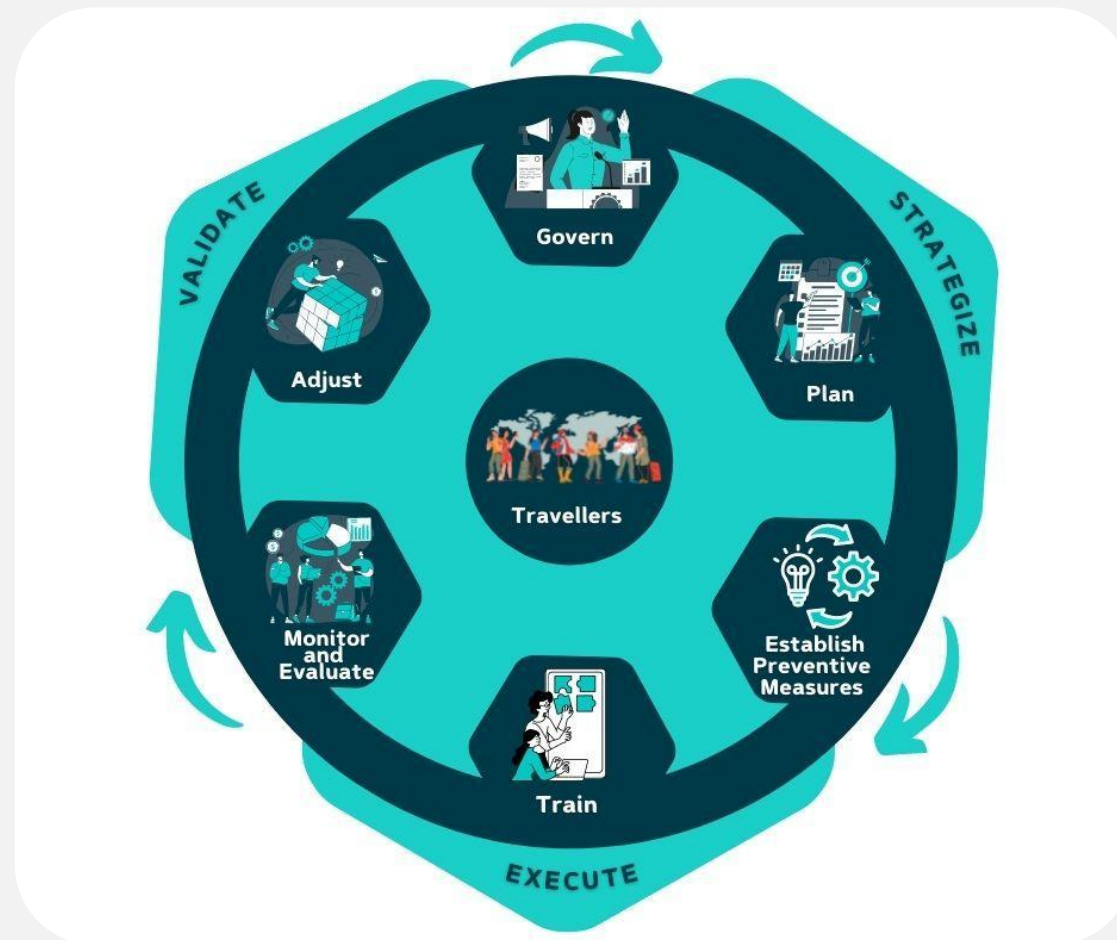 Govern
STRATEGIZE
Plan
Establish
Preventive
Measures
Train
EXECUTE
Monitor
and
Evaluate
Adjust
VALIDATE
Travellers